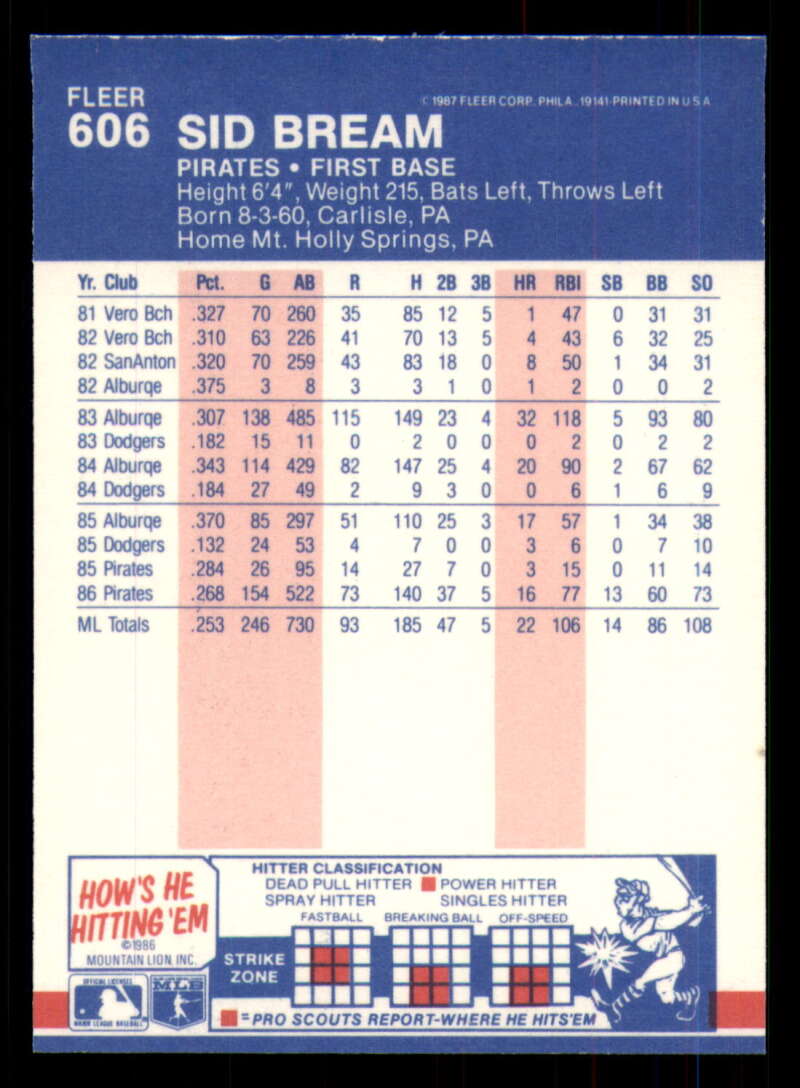 FLEER
© 1987 FLEER CORP. PHILA. 19141-PRINTED IN U S A
606 SID BREAM
PIRATES • FIRST BASE
Height 6'4", Weight 215, Bats Left, Throws Left
Born 8-3-60, Carlisle, PA
Home Mt. Holly Springs, PA
Yr. Club Pct. G AB R H 2B 3B HR RBI SB BB SO
81 Vero Bch .327 70 260 35 85 12 5 1 47 0 31 31
82 Vero Bch .310 63 226 41 70 13 5 4 43 6 32 25
82 SanAnton .320 70 259 43 83 18 0 8 50 1 34 31
82 Alburqe .375 3 8 3 3 1 0 1 2 0 0 2
83 Alburqe .307 138 485 115 149 23 4 32 118 5 93 80
83 Dodgers .182 15 11 0 2 0 0 0 2 0 2 2
84 Alburqe .343 114 429 82 147 25 4 20 90 2 67 62
84 Dodgers .184 27 49 2 9 3 0 0 6 1 6 9
85 Alburqe .370 85 297 51 110 25 3 17 57 1 34 38
85 Dodgers .132 24 53 4 7 0 0 3 6 0 7 10
85 Pirates .284 26 95 14 27 7 0 3 15 0 11 14
86 Pirates .268 154 522 73 140 37 5 16 77 13 60 73
ML Totals .253 246 730 93 185 47 5 22 106 14 86 108
HOW'S HE
HITTING 'EM
©1986
MOUNTAIN LION, INC.
OFFICIAL LICENSEE
MAJOR LEAGUE BASEBALL
MLB
HITTER CLASSIFICATION
DEAD PULL HITTER POWER HITTER
SPRAY HITTER SINGLES HITTER
FASTBALL BREAKING BALL OFF-SPEED
STRIKE
ZONE
=PRO SCOUTS REPORT-WHERE HE HITS 'EM